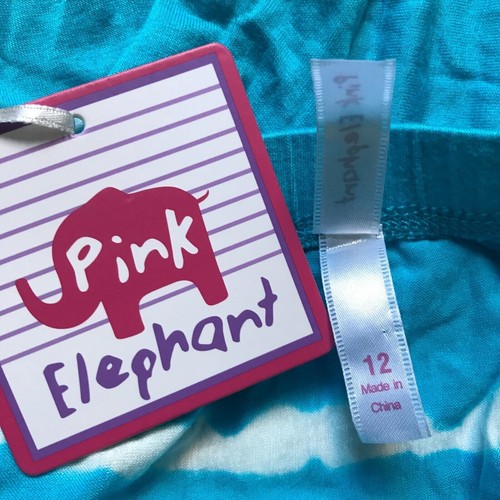 Pink
Elephant
Pink Elephant
12
Made in
China